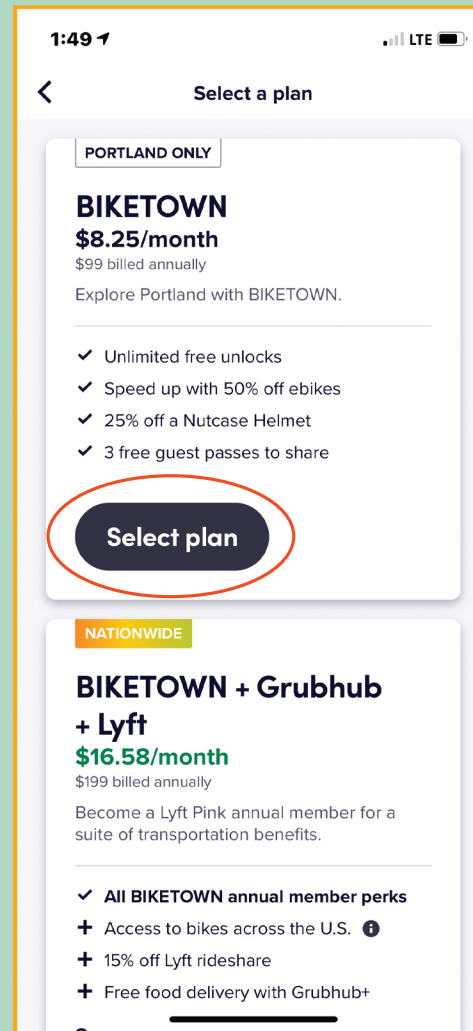 1:49
LTE
Select a plan
PORTLAND ONLY
BIKETOWN
$8.25/month
$99 billed annually
Explore Portland with BIKETOWN.
Unlimited free unlocks
Speed up with 50% off ebikes
25% off a Nutcase Helmet
3 free guest passes to share
Select plan
NATIONWIDE
BIKETOWN + Grubhub
+ Lyft
$16.58/month
$199 billed annually
Become a Lyft Pink annual member for a
suite of transportation benefits.
All BIKETOWN annual member perks
Access to bikes across the U.S.
15% off Lyft rideshare
Free food delivery with Grubhub+